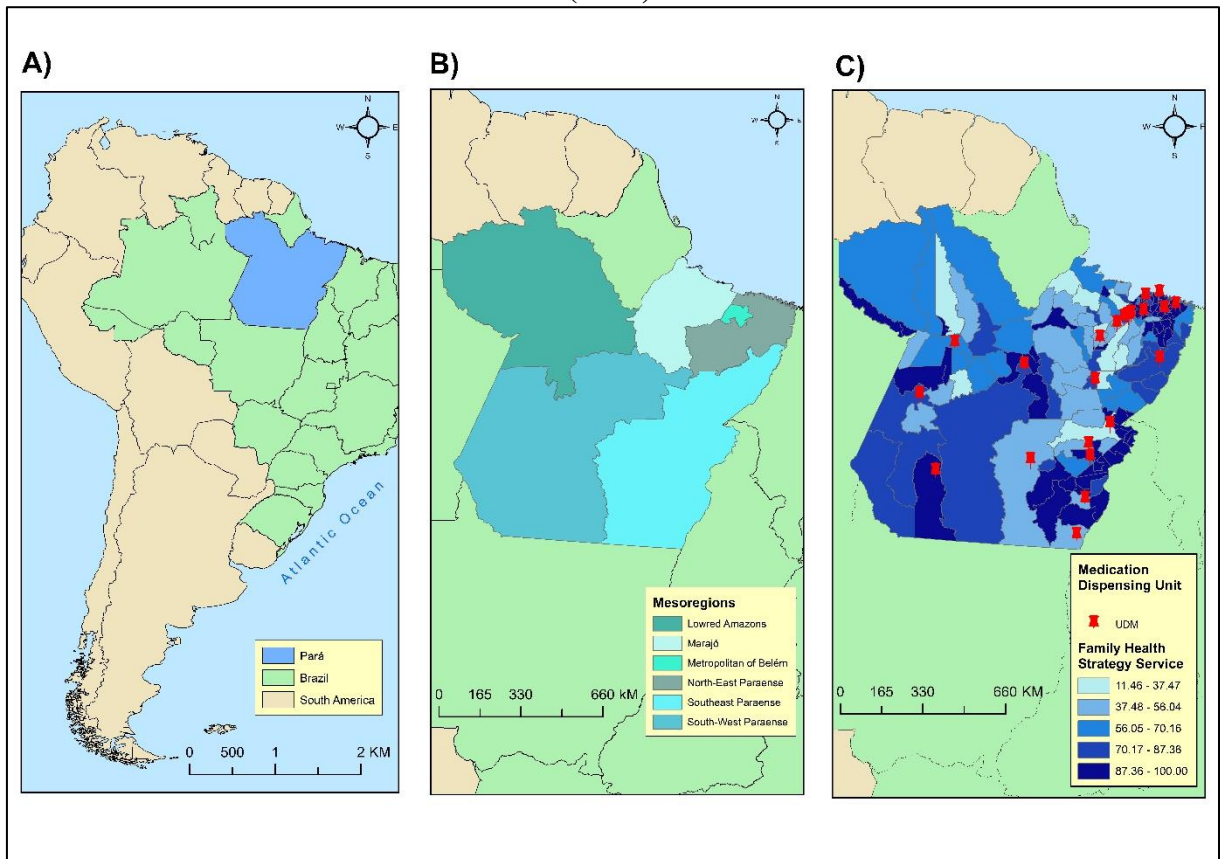 A)
N
W
E
S
Atlantic Ocean
Pará
Brazil
South America
0 500 1 2 KM
B)
N
W
E
S
Mesoregions
Lowred Amazons
Marajó
Metropolitan of Belém
North-East Paraense
Southeast Paraense
South-West Paraense
0 165 330 660 KM
C)
N
W
E
S
Medication
Dispensing Unit
UDM
Family Health
Strategy Service
11.46 - 37.47
37.48 - 56.04
56.05 - 70.16
70.17 - 87.36
87.36 - 100.00
0 165 330 660 KM